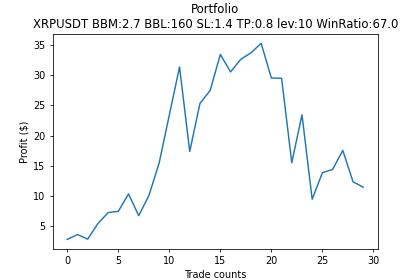 Portfolio
XRPUSDT BBM:2.7 BBL:160 SL:1.4 TP:0.8 lev:10 WinRatio:67.0
35
30
25
20
15
10
5
Profit ($)
0 5 10 15 20 25 30
Trade counts